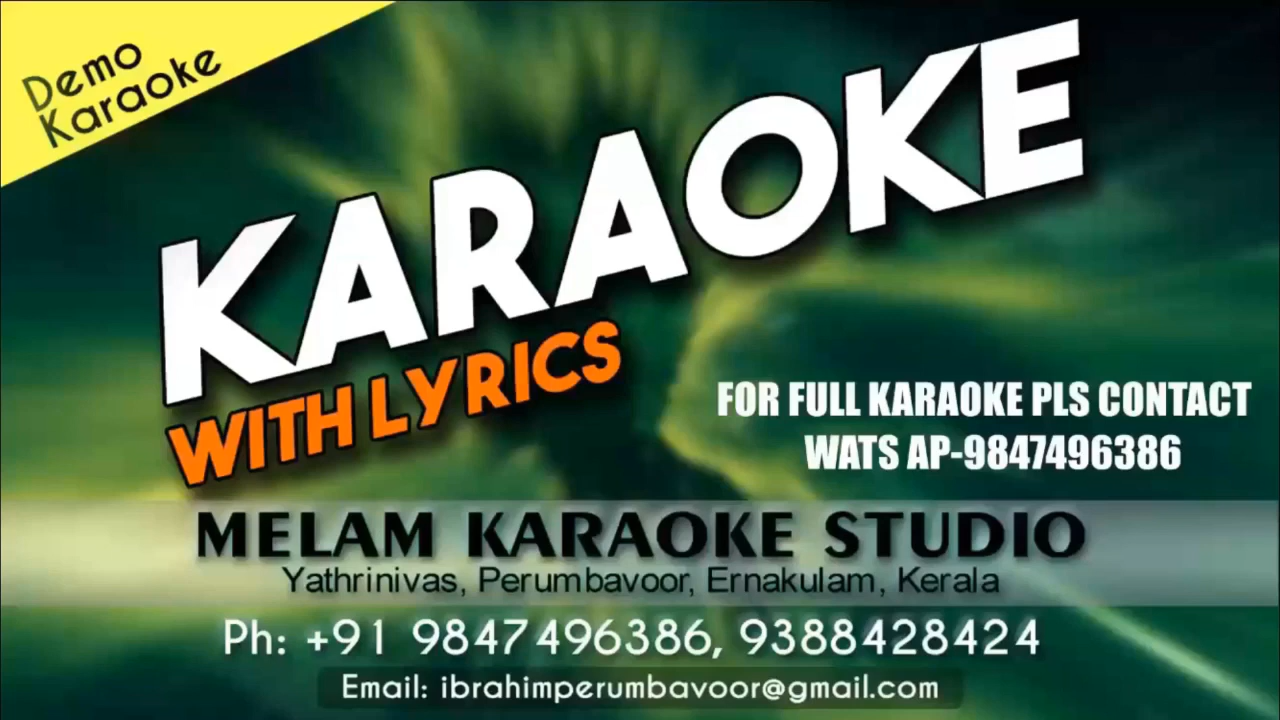 Demo
Karaoke
KARAOKE
WITH LYRICS
FOR FULL KARAOKE PLS CONTACT
WATS AP-9847496386
MELAM KARAOKE STUDIO
Yathrinivas, Perumbavoor, Ernakulam, Kerala
Ph: +91 9847496386, 9388428424
Email: ibrahimperumbavoor@gmail.com